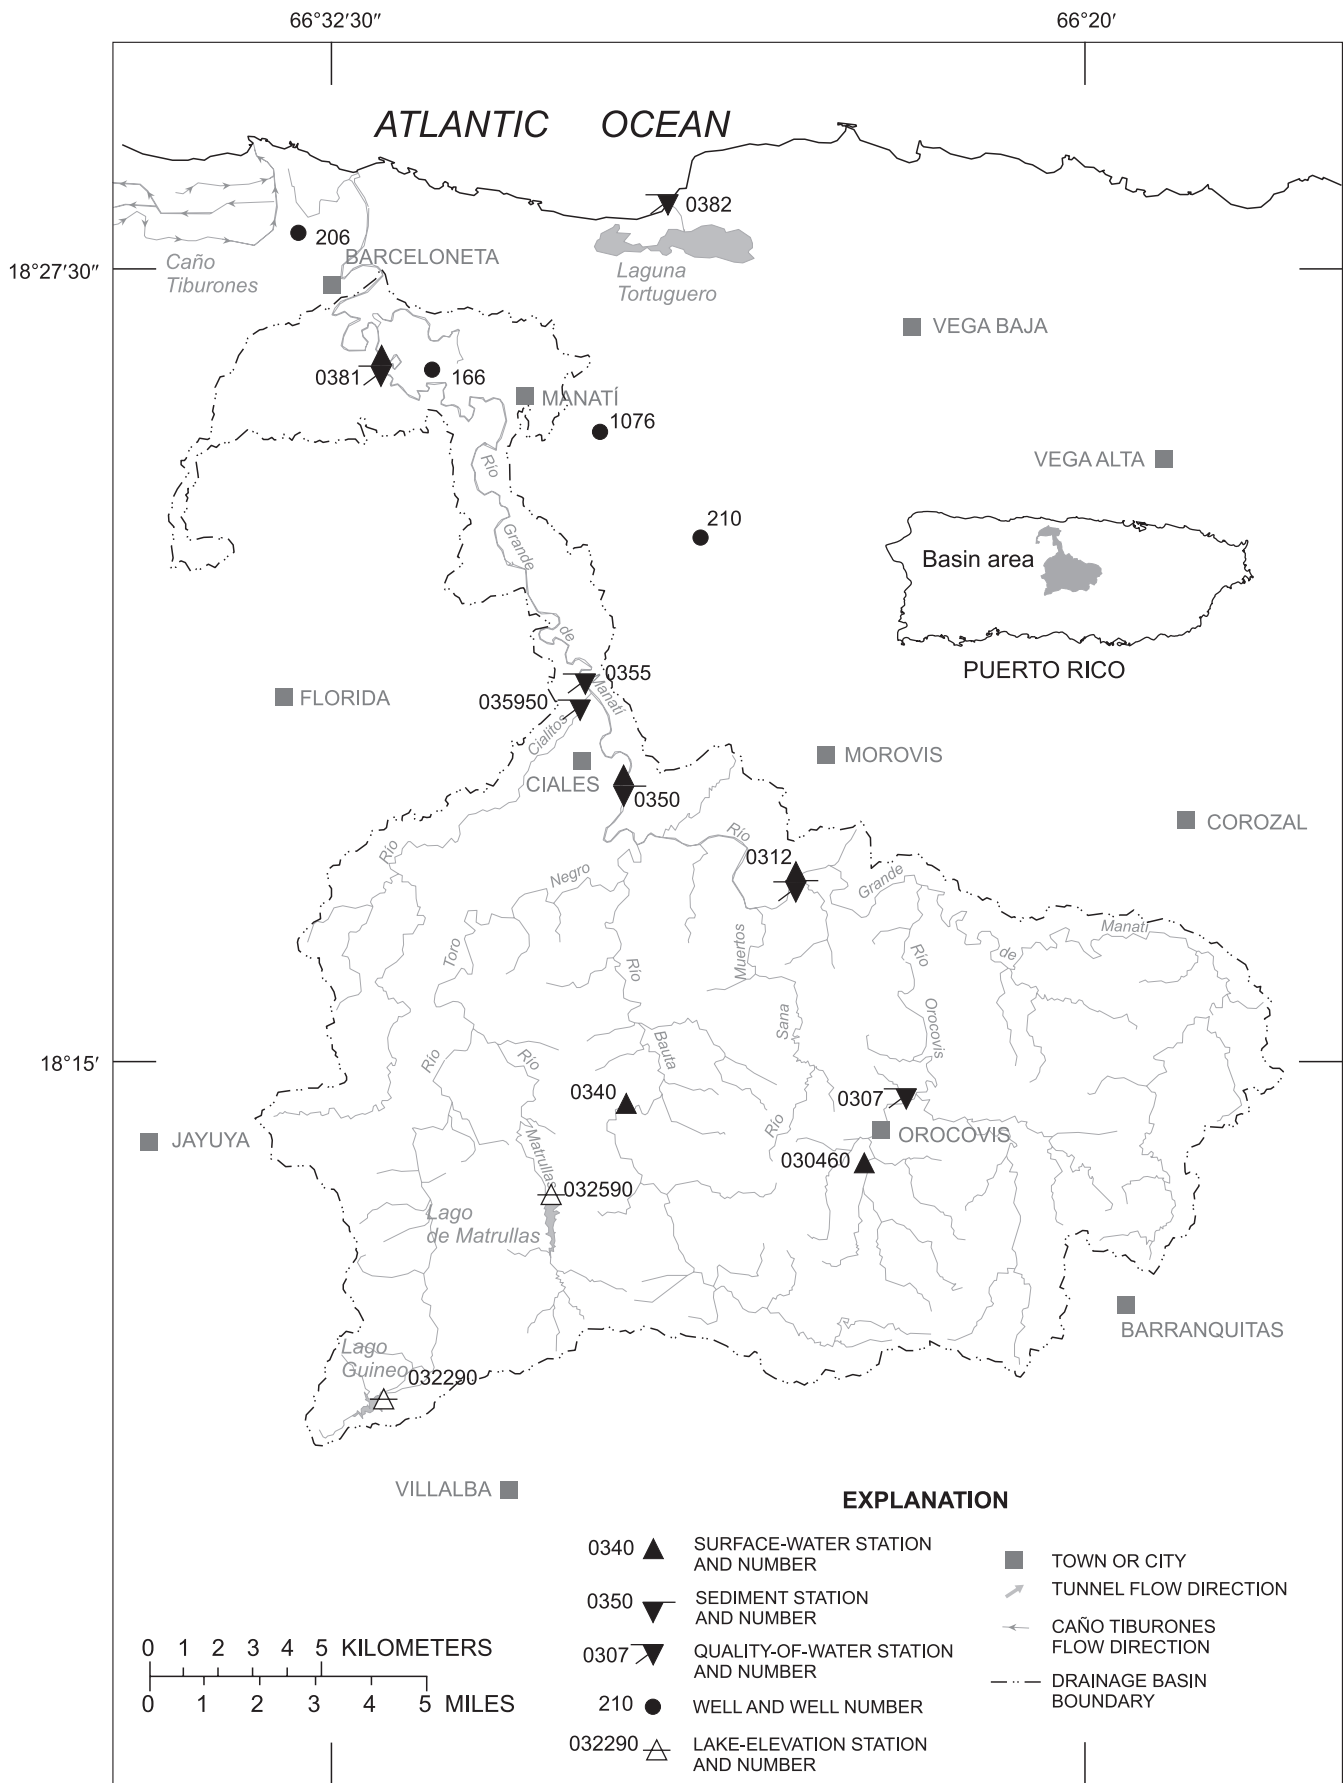 66°32′30″
66°20′
ATLANTIC OCEAN
0382
206
BARCELONETA
Caño
Tiburones
18°27′30″
Laguna
Tortuguero
VEGA BAJA
0381
166
MANATÍ
1076
VEGA ALTA
Río
210
Grande
Basin area
de
PUERTO RICO
0355
Manatí
FLORIDA
035950
Cialitos
MOROVIS
CIALES
0350
COROZAL
Río
Río
0312
Negro
Grande
Manatí
Toro
Muertos
Río
Río
de
Sana
Orocovis
Bauta
18°15′
Río
Río
0340
0307
JAYUYA
Matrullas
Río
OROCOVIS
030460
032590
Lago
de Matrullas
BARRANQUITAS
Lago
Guineo
032290
VILLALBA
EXPLANATION
0340 SURFACE-WATER STATION
AND NUMBER
0350 SEDIMENT STATION
AND NUMBER
0307 QUALITY-OF-WATER STATION
AND NUMBER
210 WELL AND WELL NUMBER
032290 LAKE-ELEVATION STATION
AND NUMBER
TOWN OR CITY
TUNNEL FLOW DIRECTION
CAÑO TIBURONES
FLOW DIRECTION
DRAINAGE BASIN
BOUNDARY
0 1 2 3 4 5 KILOMETERS
0 1 2 3 4 5 MILES